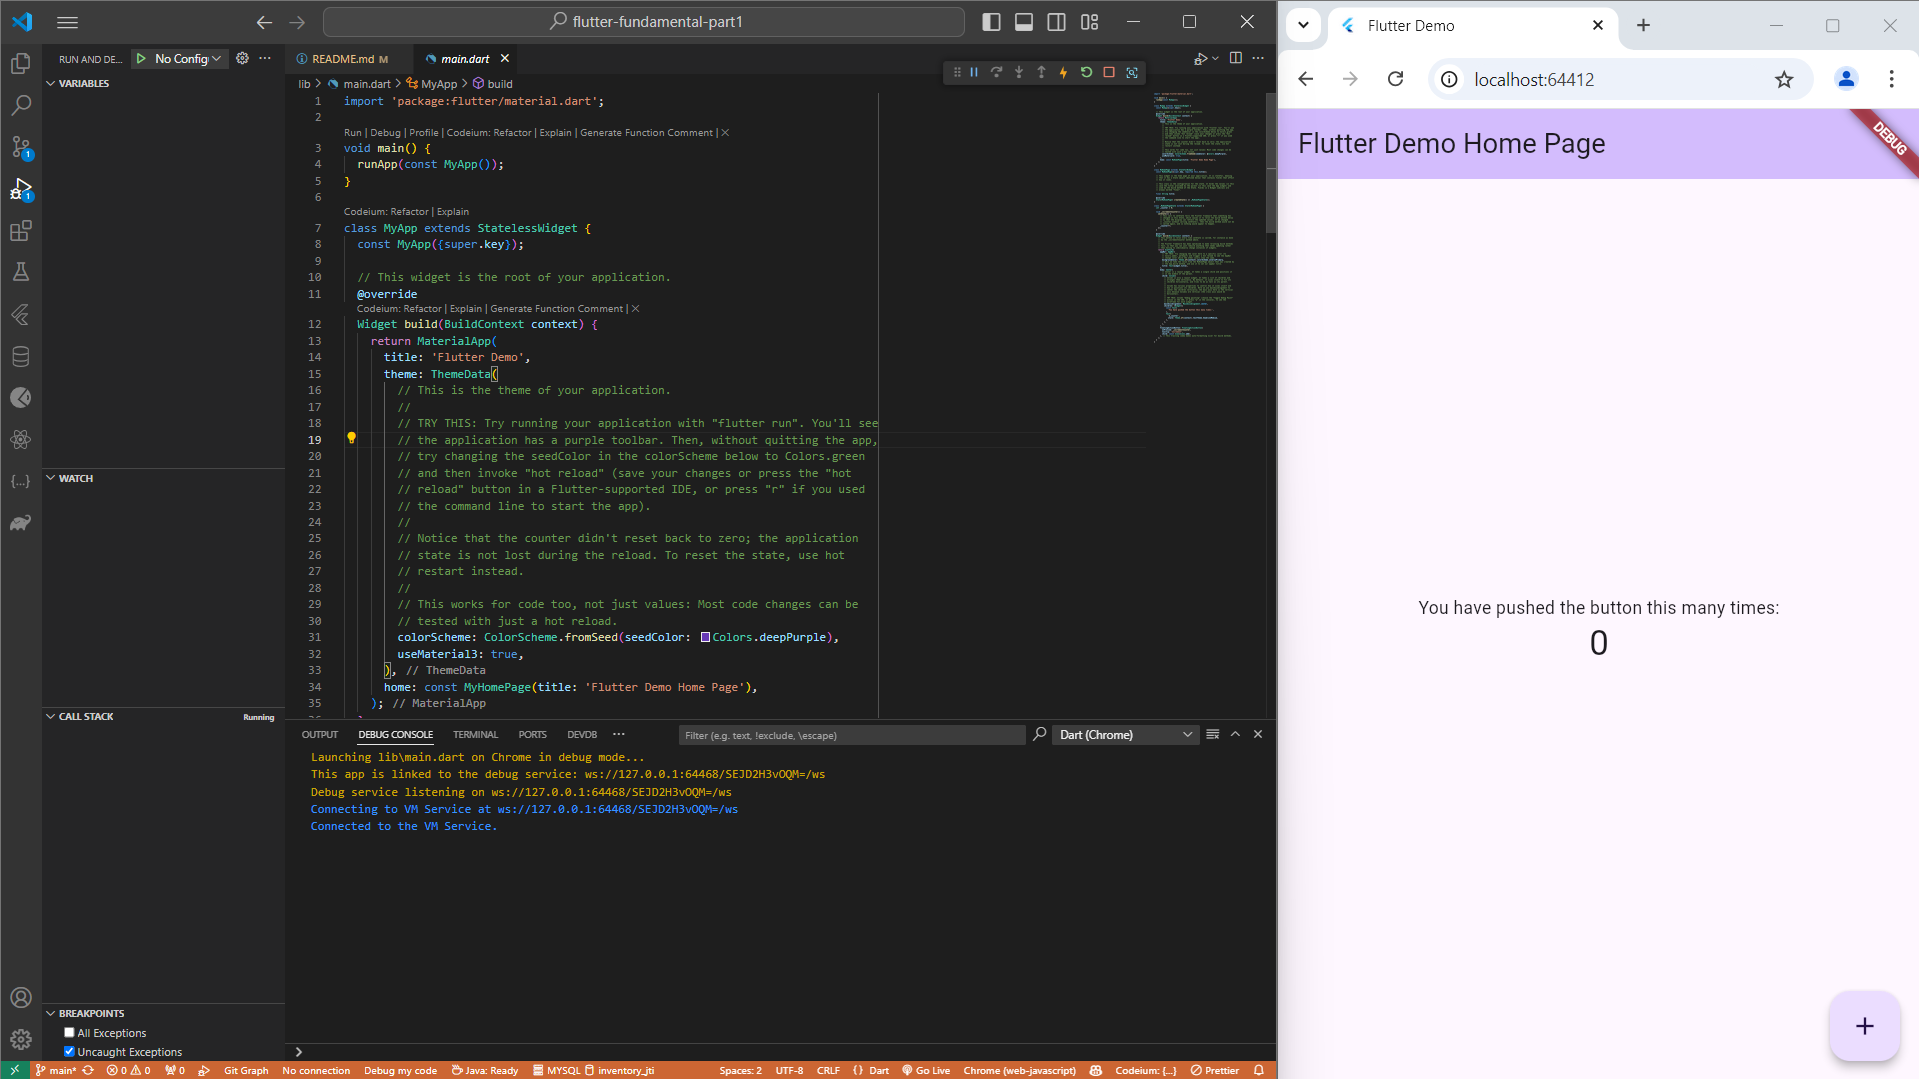 flutter-fundamental-part1
RUN AND DE...
No Config
VARIABLES
WATCH
CALL STACK
Running
BREAKPOINTS
All Exceptions
Uncaught Exceptions
README.md M
main.dart
lib > main.dart > MyApp > build
1 import 'package:flutter/material.dart';
2
Run | Debug | Profile | Codeium: Refactor | Explain | Generate Function Comment | X
3 void main() {
4 runApp(const MyApp());
5 }
6
Codeium: Refactor | Explain
7 class MyApp extends StatelessWidget {
8 const MyApp({super.key});
9
10 // This widget is the root of your application.
11 @override
Codeium: Refactor | Explain | Generate Function Comment | X
12 Widget build(BuildContext context) {
13 return MaterialApp(
14 title: 'Flutter Demo',
15 theme: ThemeData(
16 // This is the theme of your application.
17 //
18 // TRY THIS: Try running your application with "flutter run". You'll see
19 // the application has a purple toolbar. Then, without quitting the app,
20 // try changing the seedColor in the colorScheme below to Colors.green
21 // and then invoke "hot reload" (save your changes or press the "hot
22 // reload" button in a Flutter-supported IDE, or press "r" if you used
23 // the command line to start the app).
24 //
25 // Notice that the counter didn't reset back to zero; the application
26 // state is not lost during the reload. To reset the state, use hot
27 // restart instead.
28 //
29 // This works for code too, not just values: Most code changes can be
30 // tested with just a hot reload.
31 colorScheme: ColorScheme.fromSeed(seedColor: Colors.deepPurple),
32 useMaterial3: true,
33 ), // ThemeData
34 home: const MyHomePage(title: 'Flutter Demo Home Page'),
35 ); // MaterialApp
OUTPUT DEBUG CONSOLE TERMINAL PORTS DEVDB ...
Filter (e.g. text, !exclude, \escape)
Dart (Chrome)
Launching lib\main.dart on Chrome in debug mode...
This app is linked to the debug service: ws://127.0.0.1:64468/SEJD2H3vOQM=/ws
Debug service listening on ws://127.0.0.1:64468/SEJD2H3vOQM=/ws
Connecting to VM Service at ws://127.0.0.1:64468/SEJD2H3vOQM=/ws
Connected to the VM Service.
main* 0 0 0 Git Graph No connection Debug my code Java: Ready MYSQL inventory_jti Spaces: 2 UTF-8 CRLF {} Dart Go Live Chrome (web-javascript) Codeium: {...} Prettier
Flutter Demo
localhost:64412
Flutter Demo Home Page
DEBUG
You have pushed the button this many times:
0
+